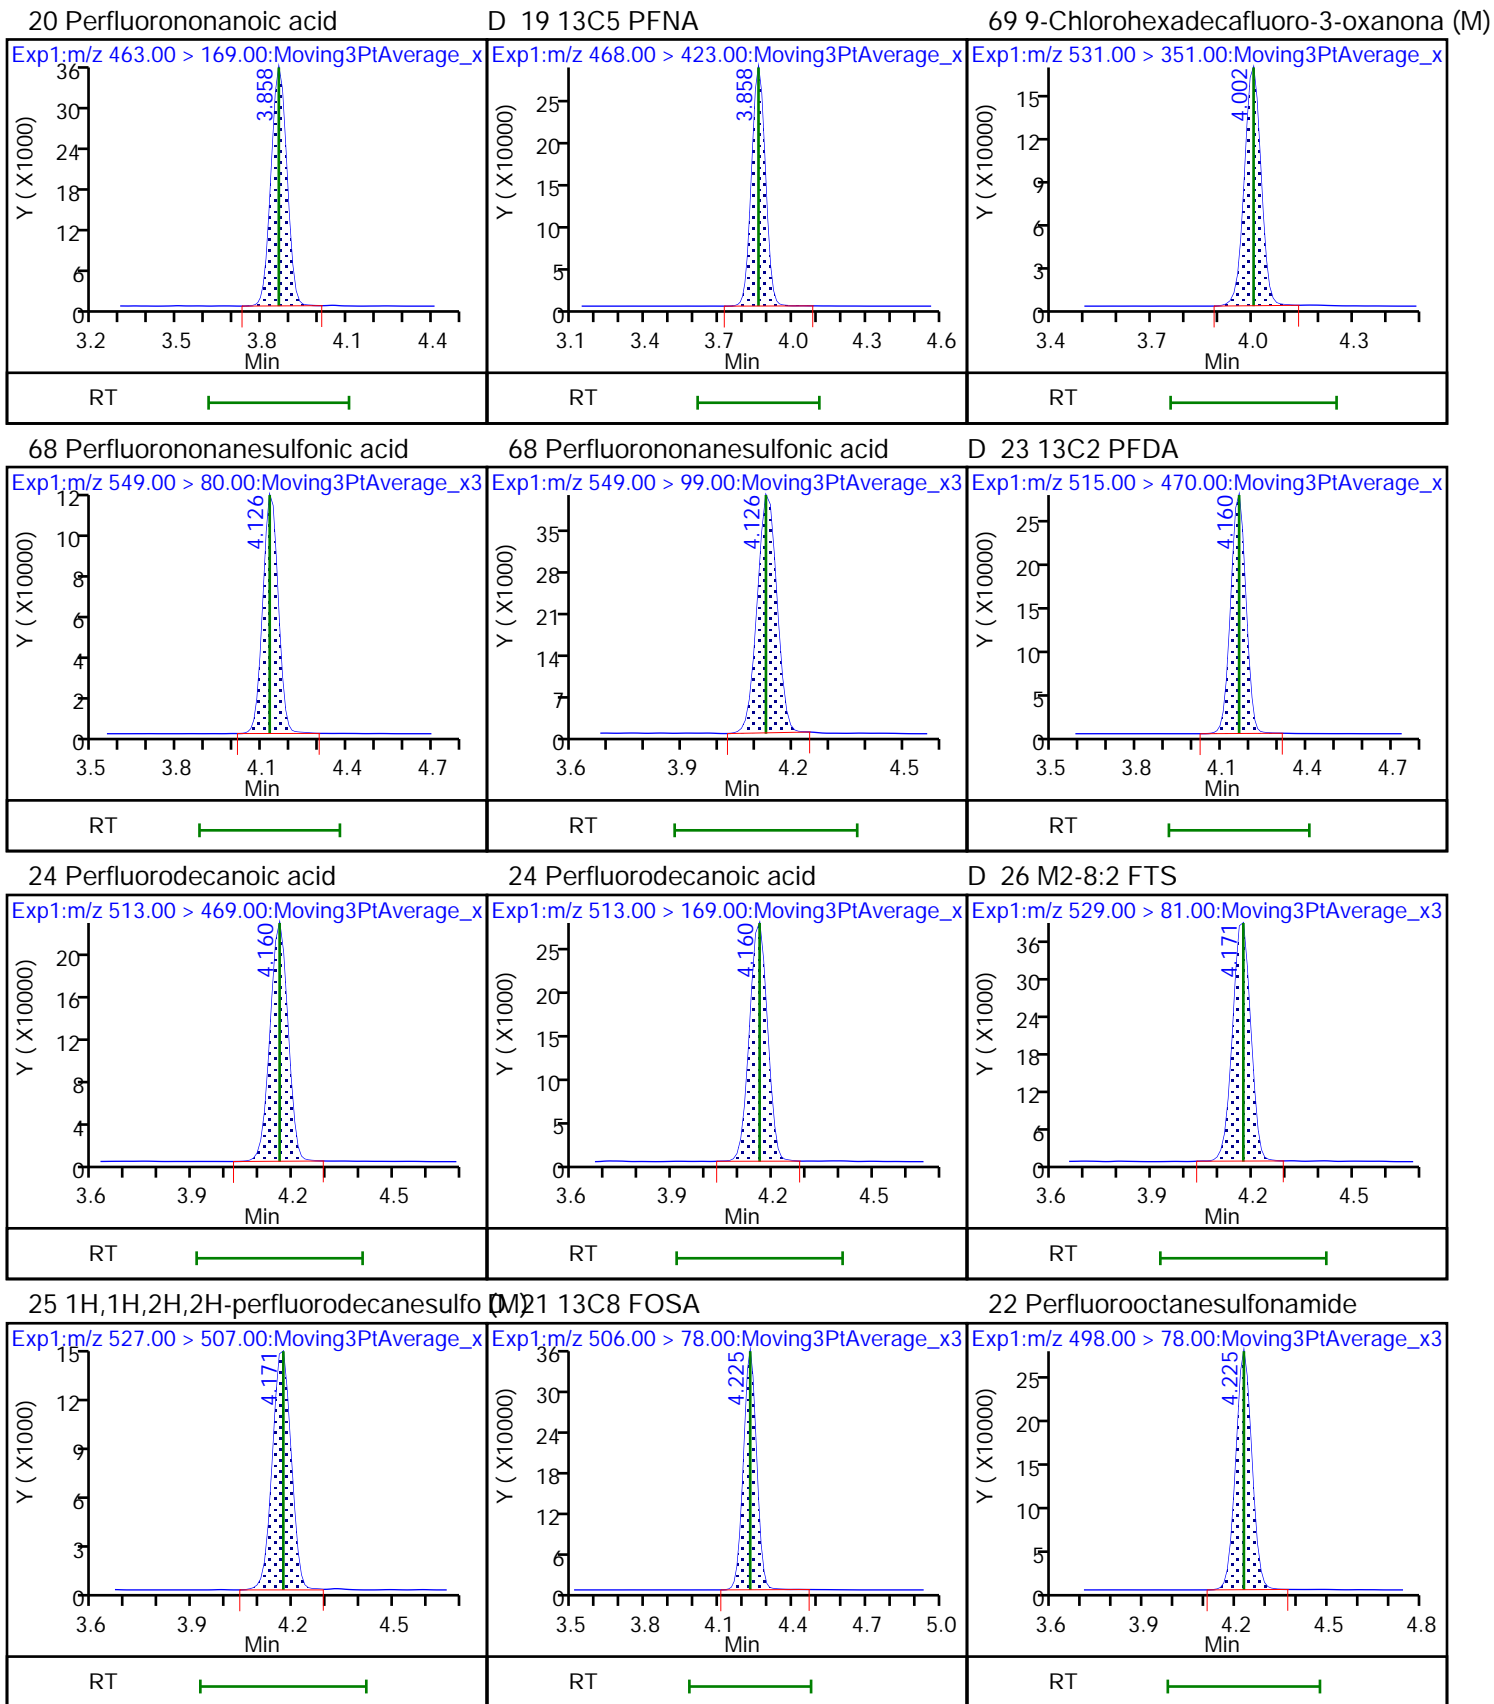 20 Perfluorononanoic acid
D 19 13C5 PFNA
69 9-Chlorohexadecafluoro-3-oxanona (M)
Exp1:m/z 463.00 > 169.00:Moving3PtAverage_x
Exp1:m/z 468.00 > 423.00:Moving3PtAverage_x
Exp1:m/z 531.00 > 351.00:Moving3PtAverage_x
3.858
3.858
4.002
36
30
24
18
12
6
0
25
20
15
10
5
0
15
12
9
6
3
0
Y ( X10000)
Y ( X10000)
Y ( X10000)
3.2 3.5 3.8 4.1 4.4
3.1 3.4 3.7 4.0 4.3 4.6
3.4 3.7 4.0 4.3
Min
Min
Min
RT
RT
RT
68 Perfluorononanesulfonic acid
68 Perfluorononanesulfonic acid
D 23 13C2 PFDA
Exp1:m/z 549.00 > 80.00:Moving3PtAverage_x3
Exp1:m/z 549.00 > 99.00:Moving3PtAverage_x3
Exp1:m/z 515.00 > 470.00:Moving3PtAverage_x
4.126
4.126
4.160
12
10
8
6
4
2
0
35
28
21
14
7
0
25
20
15
10
5
0
Y ( X10000)
Y ( X1000)
Y ( X10000)
3.5 3.8 4.1 4.4 4.7
3.6 3.9 4.2 4.5
3.5 3.8 4.1 4.4 4.7
Min
Min
Min
RT
RT
RT
24 Perfluorodecanoic acid
24 Perfluorodecanoic acid
D 26 M2-8:2 FTS
Exp1:m/z 513.00 > 469.00:Moving3PtAverage_x
Exp1:m/z 513.00 > 169.00:Moving3PtAverage_x
Exp1:m/z 529.00 > 81.00:Moving3PtAverage_x3
4.160
4.160
4.171
20
16
12
8
4
0
25
20
15
10
5
0
36
30
24
18
12
6
0
Y ( X10000)
Y ( X1000)
Y ( X1000)
3.6 3.9 4.2 4.5
3.6 3.9 4.2 4.5
3.6 3.9 4.2 4.5
Min
Min
Min
RT
RT
RT
25 1H,1H,2H,2H-perfluorodecanesulfo (M)
D 21 13C8 FOSA
22 Perfluorooctanesulfonamide
Exp1:m/z 527.00 > 507.00:Moving3PtAverage_x
Exp1:m/z 506.00 > 78.00:Moving3PtAverage_x3
Exp1:m/z 498.00 > 78.00:Moving3PtAverage_x3
4.171
4.225
4.225
15
12
9
6
3
0
36
30
24
18
12
6
0
25
20
15
10
5
0
Y ( X10000)
Y ( X10000)
Y ( X10000)
3.6 3.9 4.2 4.5
3.5 3.8 4.1 4.4 4.7 5.0
3.6 3.9 4.2 4.5 4.8
Min
Min
Min
RT
RT
RT